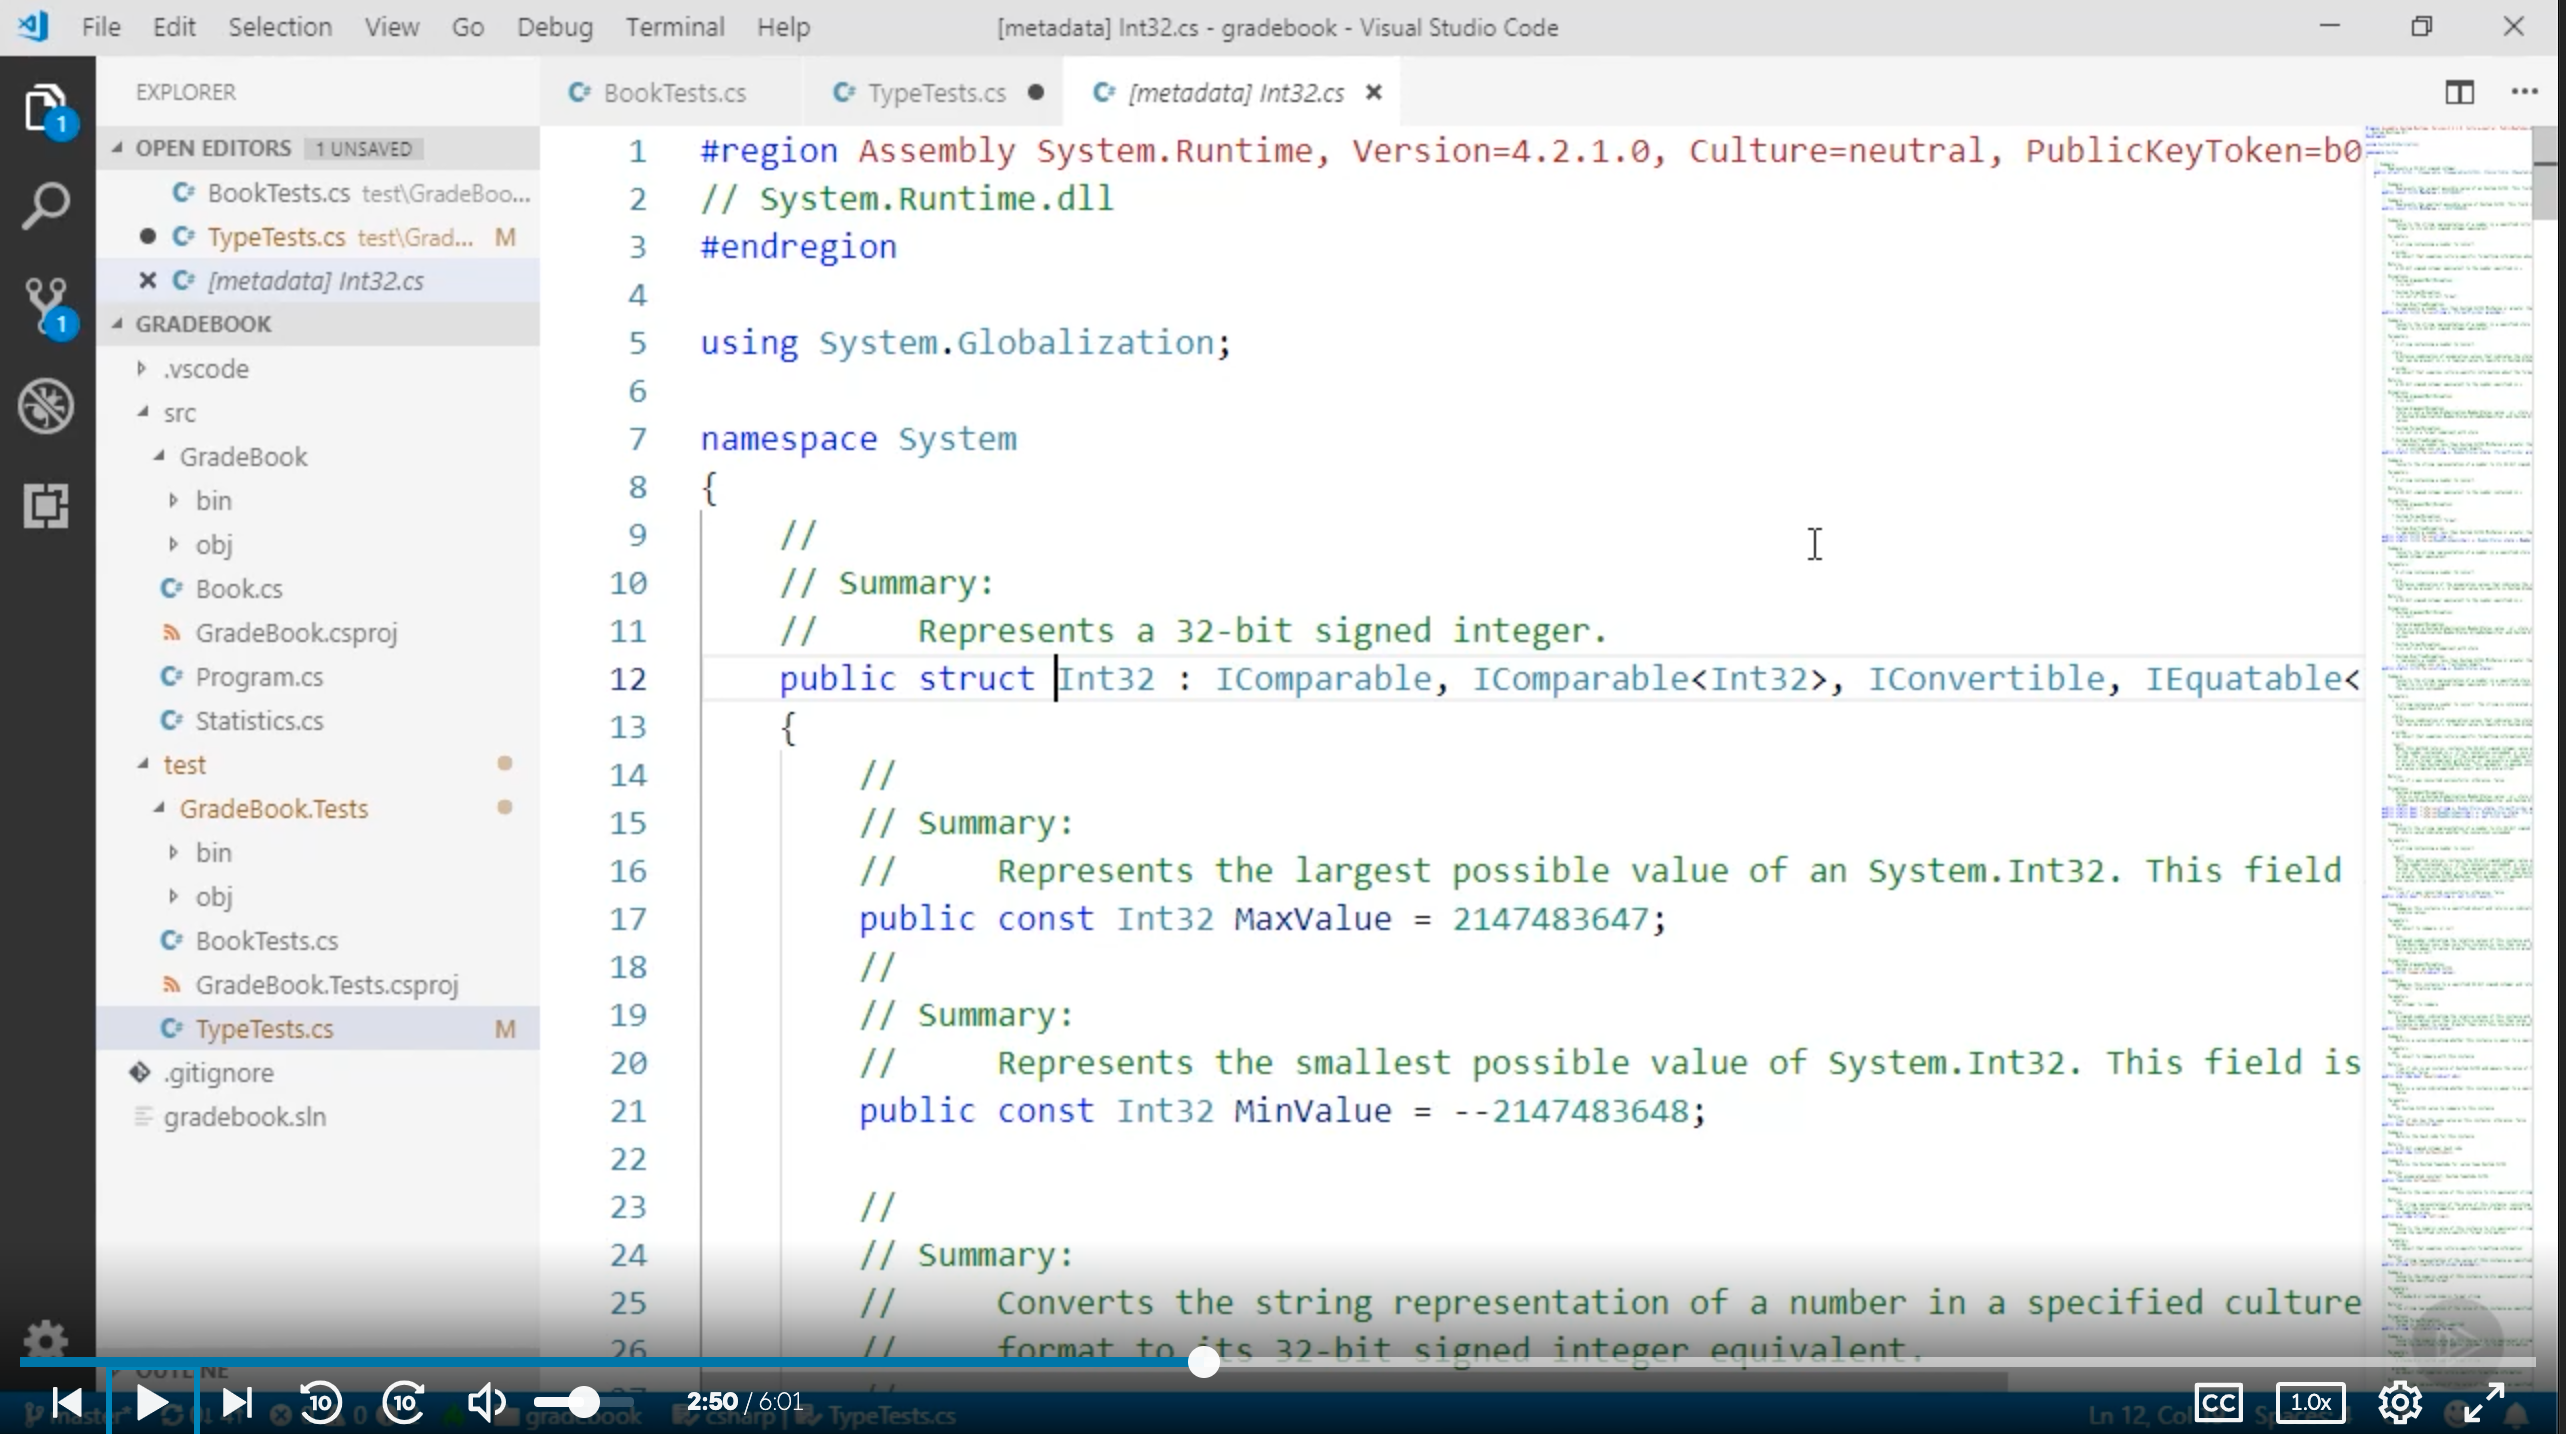 File Edit Selection View Go Debug Terminal Help
[metadata] Int32.cs - gradebook - Visual Studio Code
1
1
EXPLORER
OPEN EDITORS 1 UNSAVED
BookTests.cs test\GradeBoo...
TypeTests.cs test\Grad... M
[metadata] Int32.cs
GRADEBOOK
.vscode
src
GradeBook
bin
obj
Book.cs
GradeBook.csproj
Program.cs
Statistics.cs
test
GradeBook.Tests
bin
obj
BookTests.cs
GradeBook.Tests.csproj
TypeTests.cs M
.gitignore
gradebook.sln
OUTLINE
BookTests.cs TypeTests.cs [metadata] Int32.cs
1 #region Assembly System.Runtime, Version=4.2.1.0, Culture=neutral, PublicKeyToken=b0
2 // System.Runtime.dll
3 #endregion
4
5 using System.Globalization;
6
7 namespace System
8 {
9 //
10 // Summary:
11 // Represents a 32-bit signed integer.
12 public struct Int32 : IComparable, IComparable<Int32>, IConvertible, IEquatable<
13 {
14 //
15 // Summary:
16 // Represents the largest possible value of an System.Int32. This field
17 public const Int32 MaxValue = 2147483647;
18 //
19 // Summary:
20 // Represents the smallest possible value of System.Int32. This field is
21 public const Int32 MinValue = --2147483648;
22
23 //
24 // Summary:
25 // Converts the string representation of a number in a specified culture
26 // format to its 32-bit signed integer equivalent.
10 10 2:50 / 6:01 CC 1.0x
master* 0 gradebook csharp TypeTests.cs Ln 12, Col Spaces: